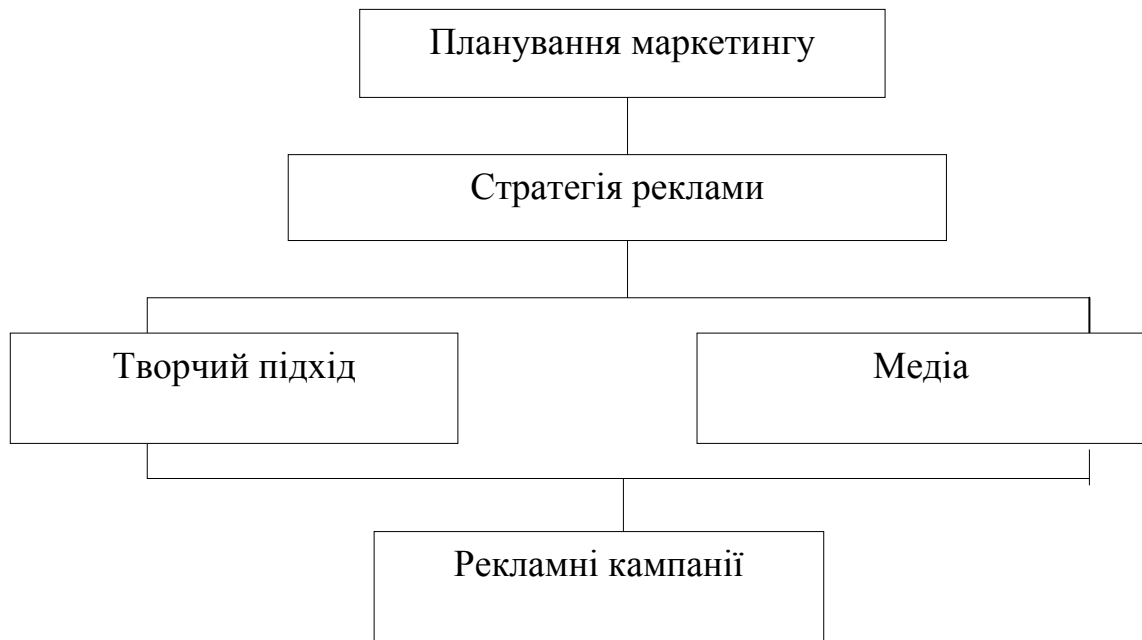 Планування маркетингу
Стратегія реклами
Творчий підхід
Медіа
Рекламні кампанії